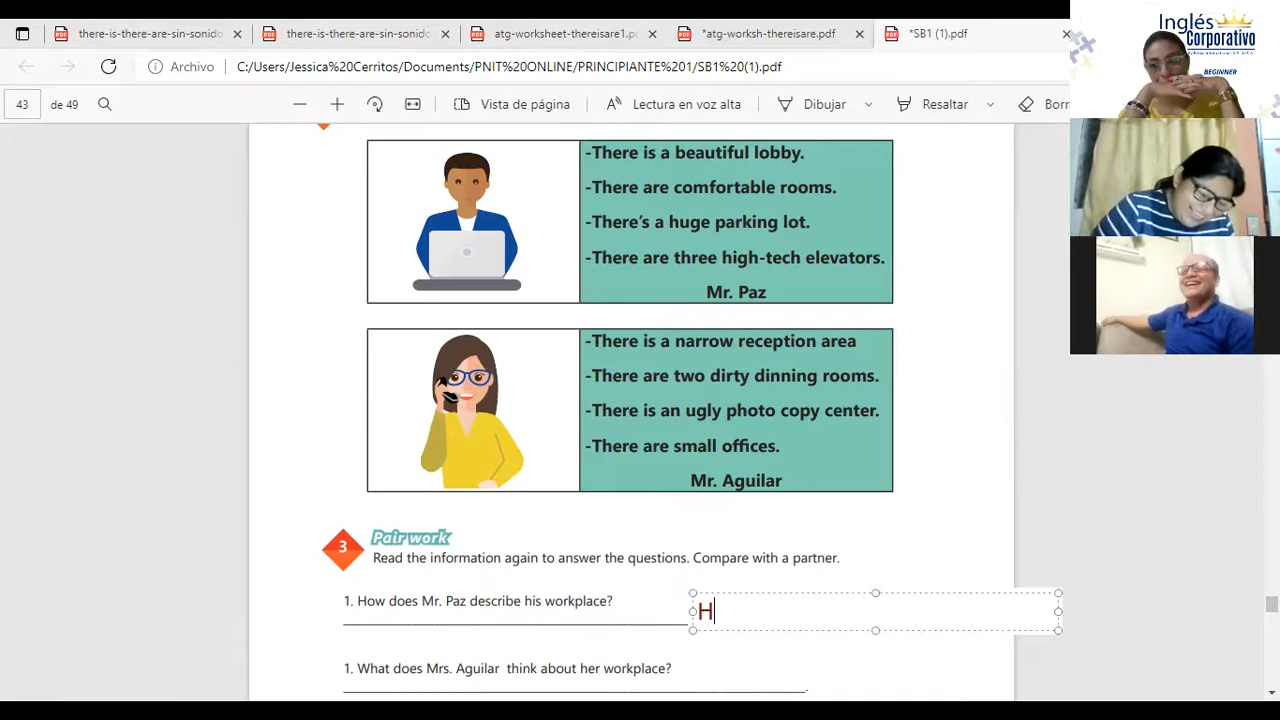 there-is-there-are-sin-sonido
there-is-there-are-sin-sonido
atg-worksheet-thereisare1.p
*atg-worksh-thereisare.pdf
*SB1 (1).pdf
Archivo
C:/Users/Jessica%20Cerritos/Documents/PNIT%20ONLINE/PRINCIPIANTE%201/SB1%20(1).pdf
43 de 49
Vista de página
Lectura en voz alta
Dibujar
Resaltar
Borr
Inglés
Corporativo
BEGINNER
-There is a beautiful lobby.
-There are comfortable rooms.
-There's a huge parking lot.
-There are three high-tech elevators.
Mr. Paz
-There is a narrow reception area
-There are two dirty dinning rooms.
-There is an ugly photo copy center.
-There are small offices.
Mr. Aguilar
3
Pair work
Read the information again to answer the questions. Compare with a partner.
1. How does Mr. Paz describe his workplace?
H
1. What does Mrs. Aguilar think about her workplace?